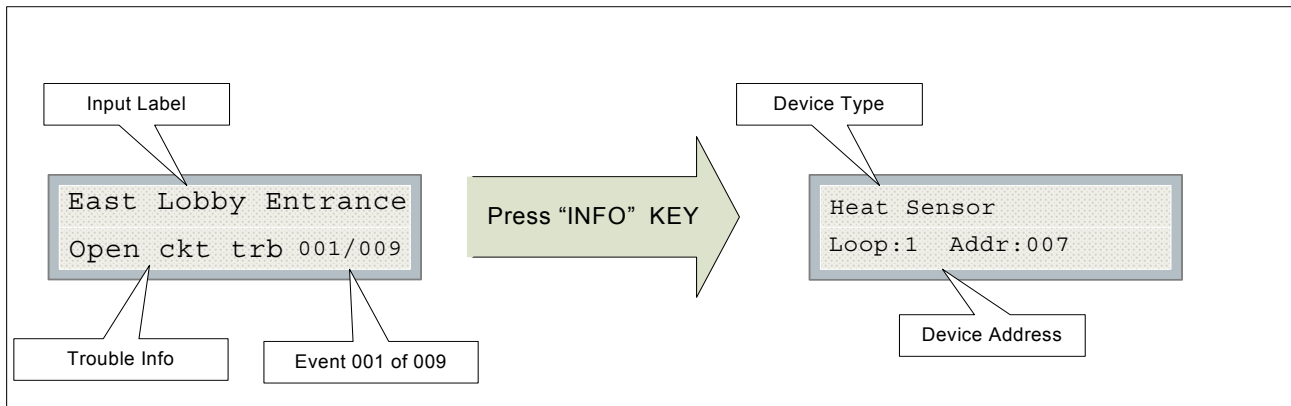 Input Label
East Lobby Entrance
Open ckt trb 001/009
Trouble Info
Event 001 of 009
Press “INFO” KEY
Device Type
Heat Sensor
Loop:1 Addr:007
Device Address